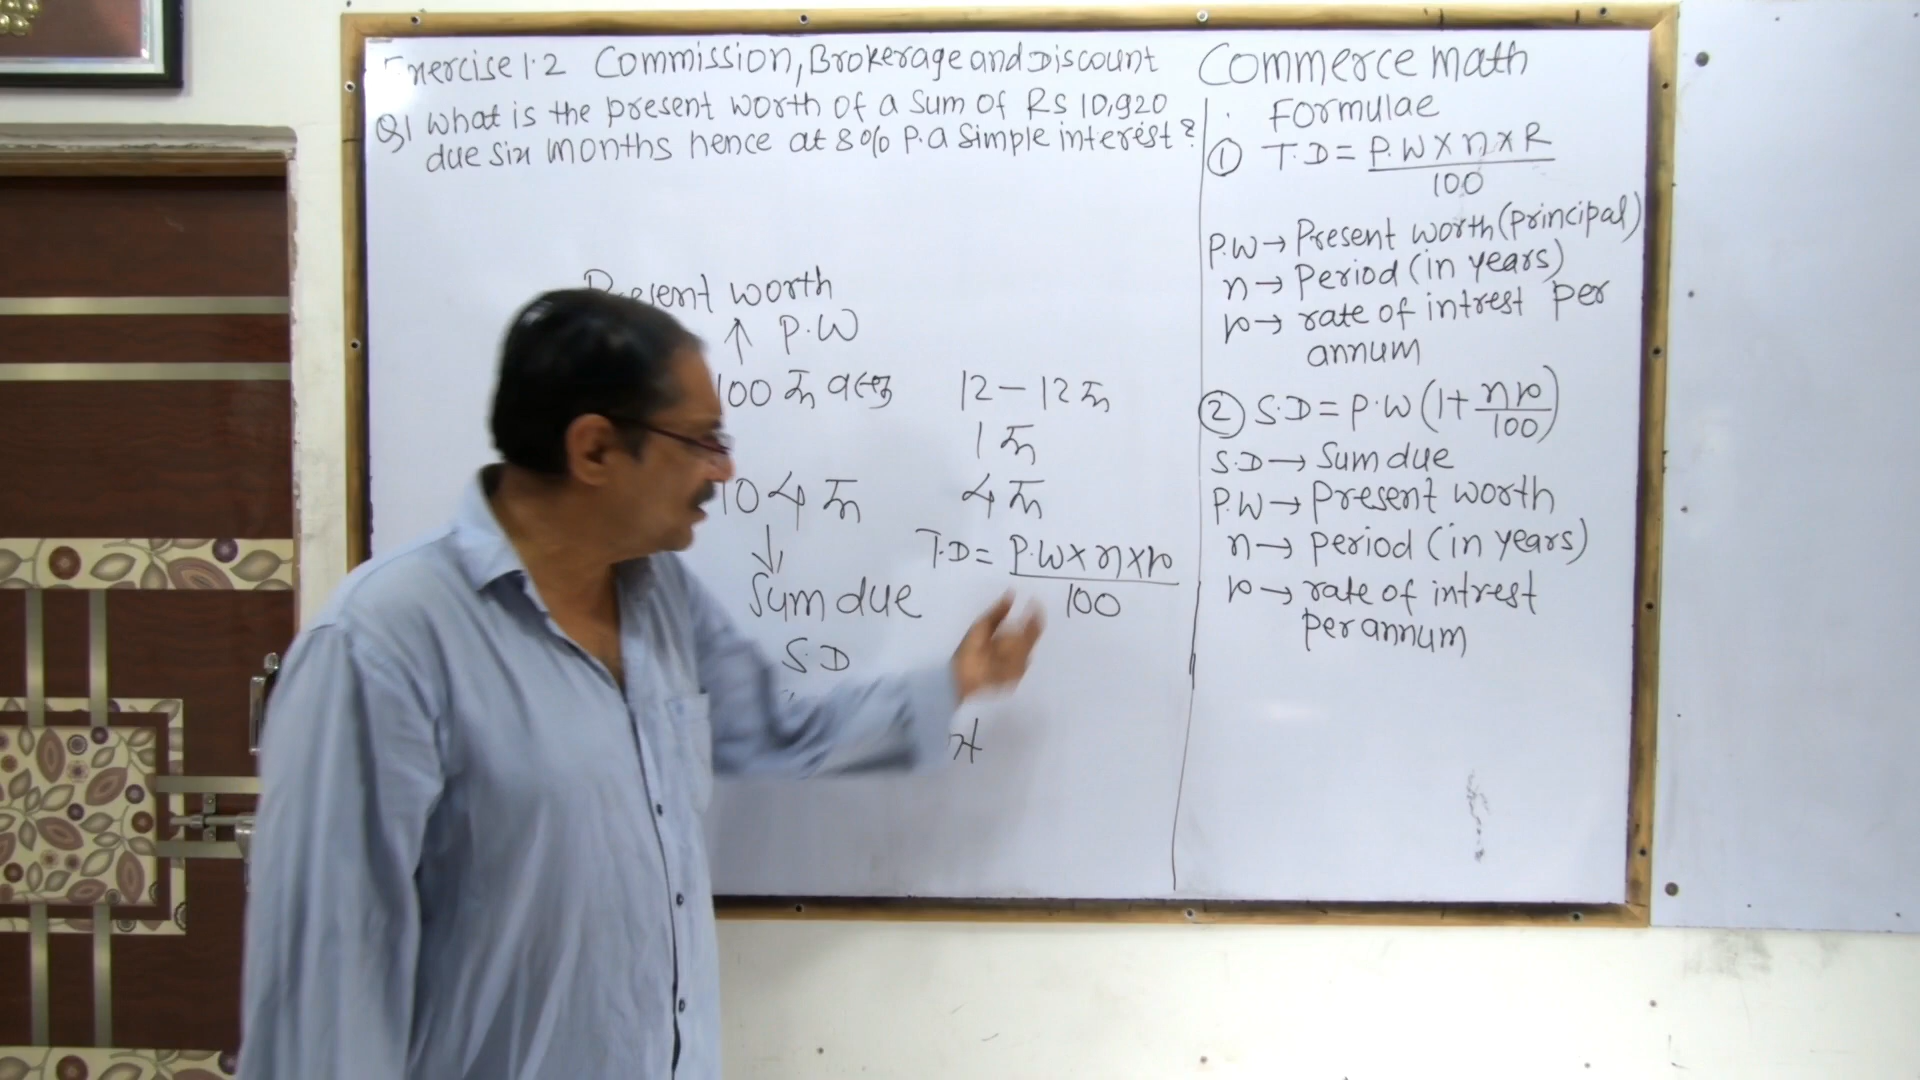 Exercise 1.2 Commission, Brokerage and Discount
Q1 What is the present worth of a sum of Rs 10,920
due six months hence at 8% P.a simple interest?
Present worth
↑ P.W
100 रु
104 रु
↓
Sum due
S.D
12 - 12 रु
1 रु
4 रु
T.D = P.W x n x r
100
Commerce math
Formulae
① T.D = P.W x n x R
100
P.W → Present worth (principal)
n → Period (in years)
r → rate of intrest per
annum
② S.D = P.W (1 + nr/100)
S.D → Sum due
P.W → Present worth
n → period (in years)
r → rate of intrest
per annum